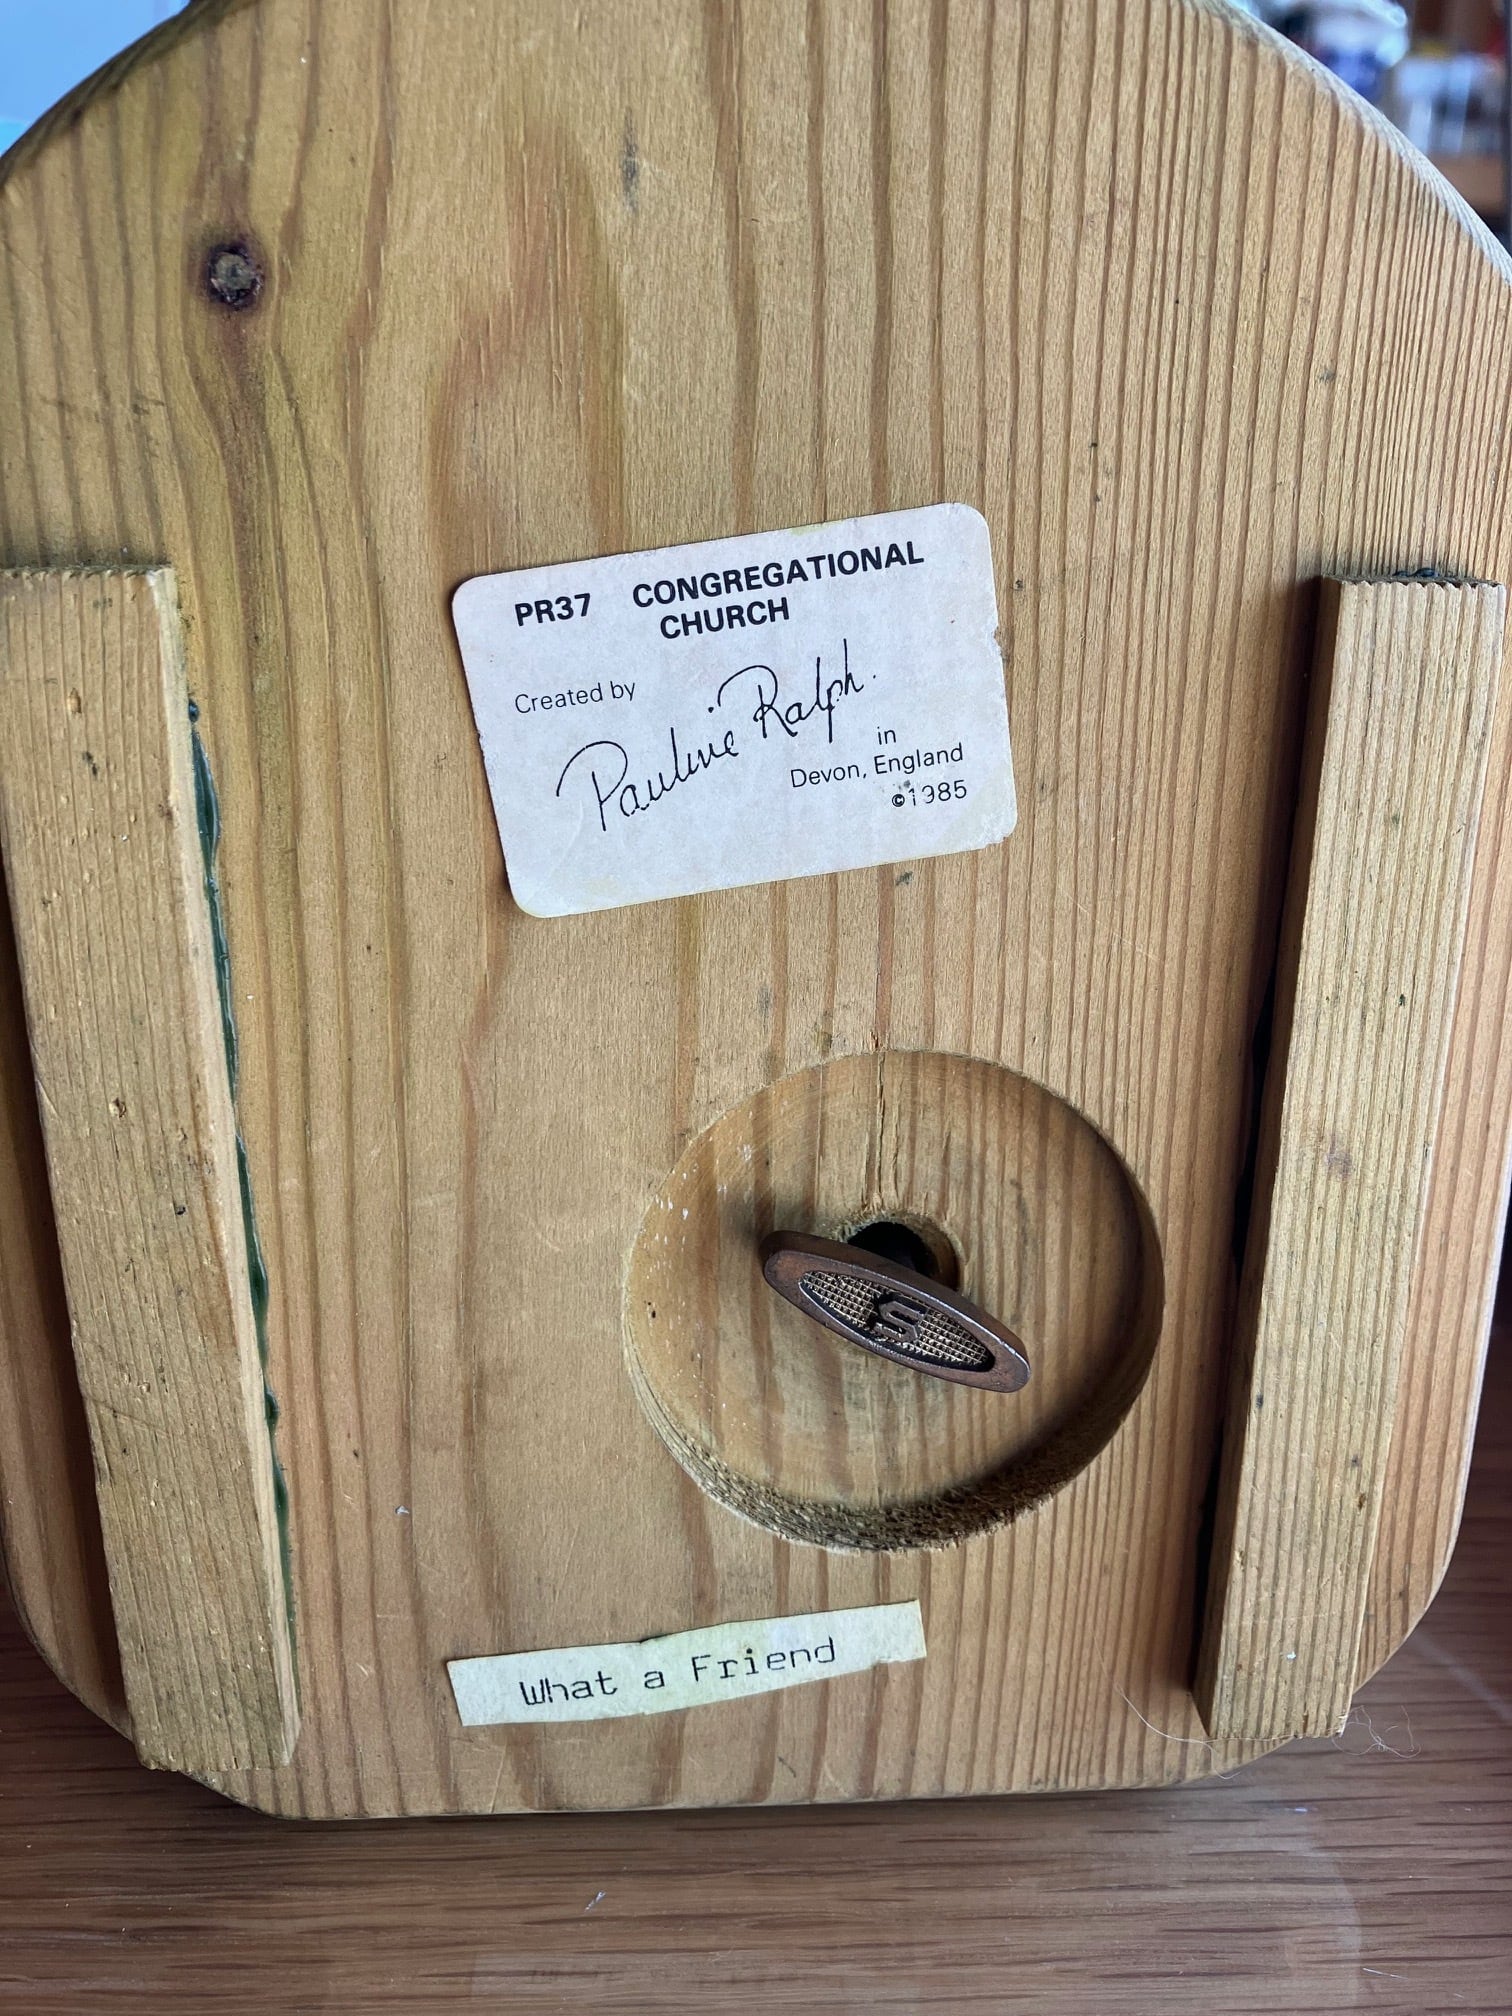 PR37 CONGREGATIONAL
CHURCH
Created by
Pauline Ralph.
in
Devon, England
©1985
S
What a Friend